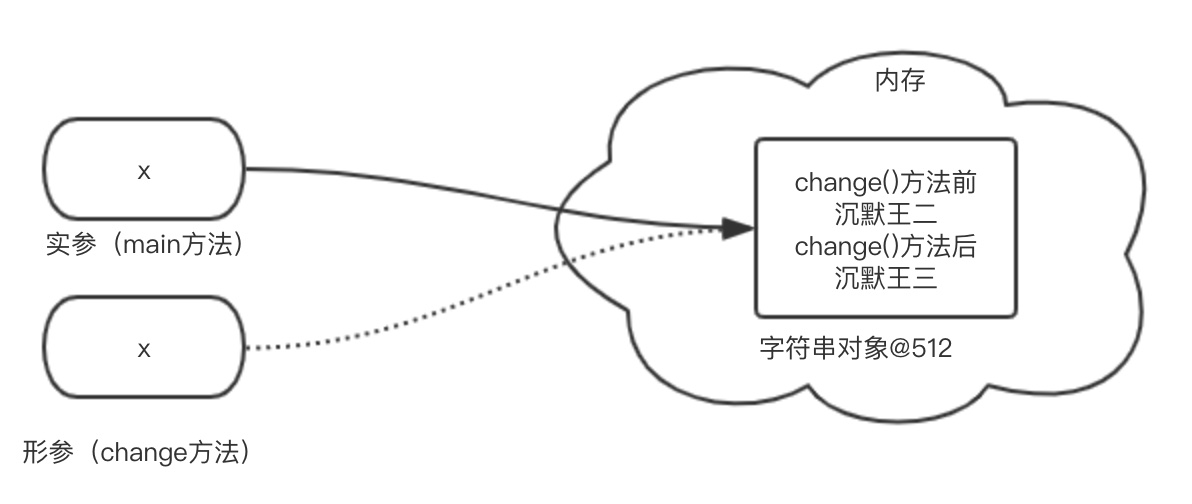 内存
x
实参（main方法）
change()方法前
沉默王二
change()方法后
沉默王三
字符串对象@512
x
形参（change方法）